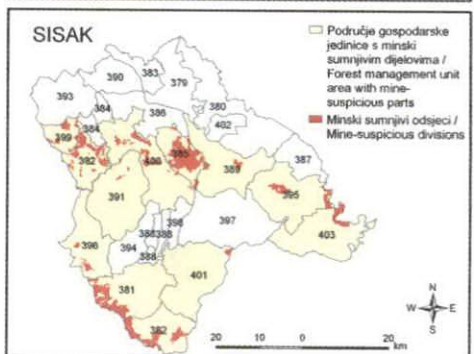 SISAK
Područje gospodarske
jedinice s minski
sumnjivim dijelovima /
Forest management unit
area with mine-
suspicious parts
Minski sumnjivi odsjeci /
Mine-suspicious divisions
390
383
379
393
384
386
380
402
399
384
382
400
385
389
387
391
395
398
397
403
396
394
388
388
388
401
381
382
N
W
E
S
20
10
0
20
km